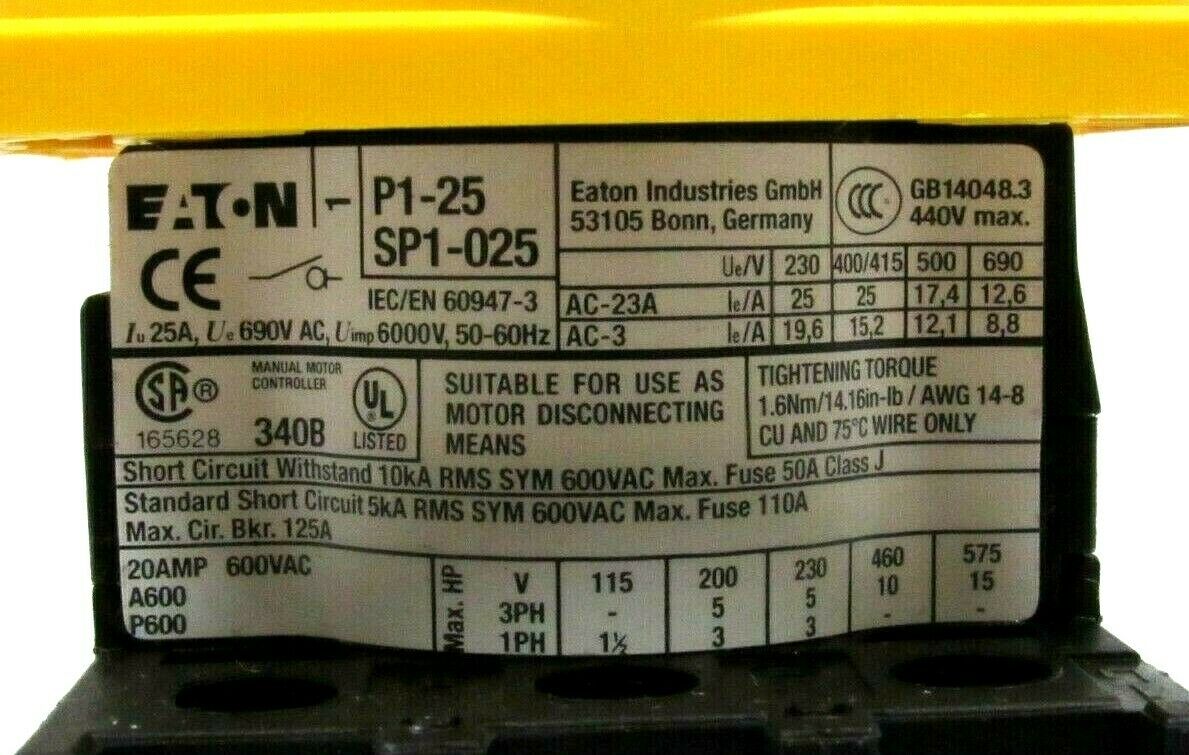 EATON
1
P1-25
SP1-025
Eaton Industries GmbH
53105 Bonn, Germany
CCC
GB14048.3
440V max.
CE
IEC/EN 60947-3
Iu 25A, Ue 690V AC, Uimp 6000V, 50-60Hz
Ue/V 230 400/415 500 690
AC-23A Ie/A 25 25 17,4 12,6
AC-3 Ie/A 19,6 15,2 12,1 8,8
SA ®
165628
MANUAL MOTOR
CONTROLLER
340B
UL ®
LISTED
SUITABLE FOR USE AS
MOTOR DISCONNECTING
MEANS
TIGHTENING TORQUE
1.6Nm/14.16in-lb / AWG 14-8
CU AND 75°C WIRE ONLY
Short Circuit Withstand 10kA RMS SYM 600VAC Max. Fuse 50A Class J
Standard Short Circuit 5kA RMS SYM 600VAC Max. Fuse 110A
Max. Cir. Bkr. 125A
20AMP 600VAC
A600
P600
Max. HP
V 115 200 230 460 575
3PH - 5 5 10 15
1PH 1½ 3 3 - -